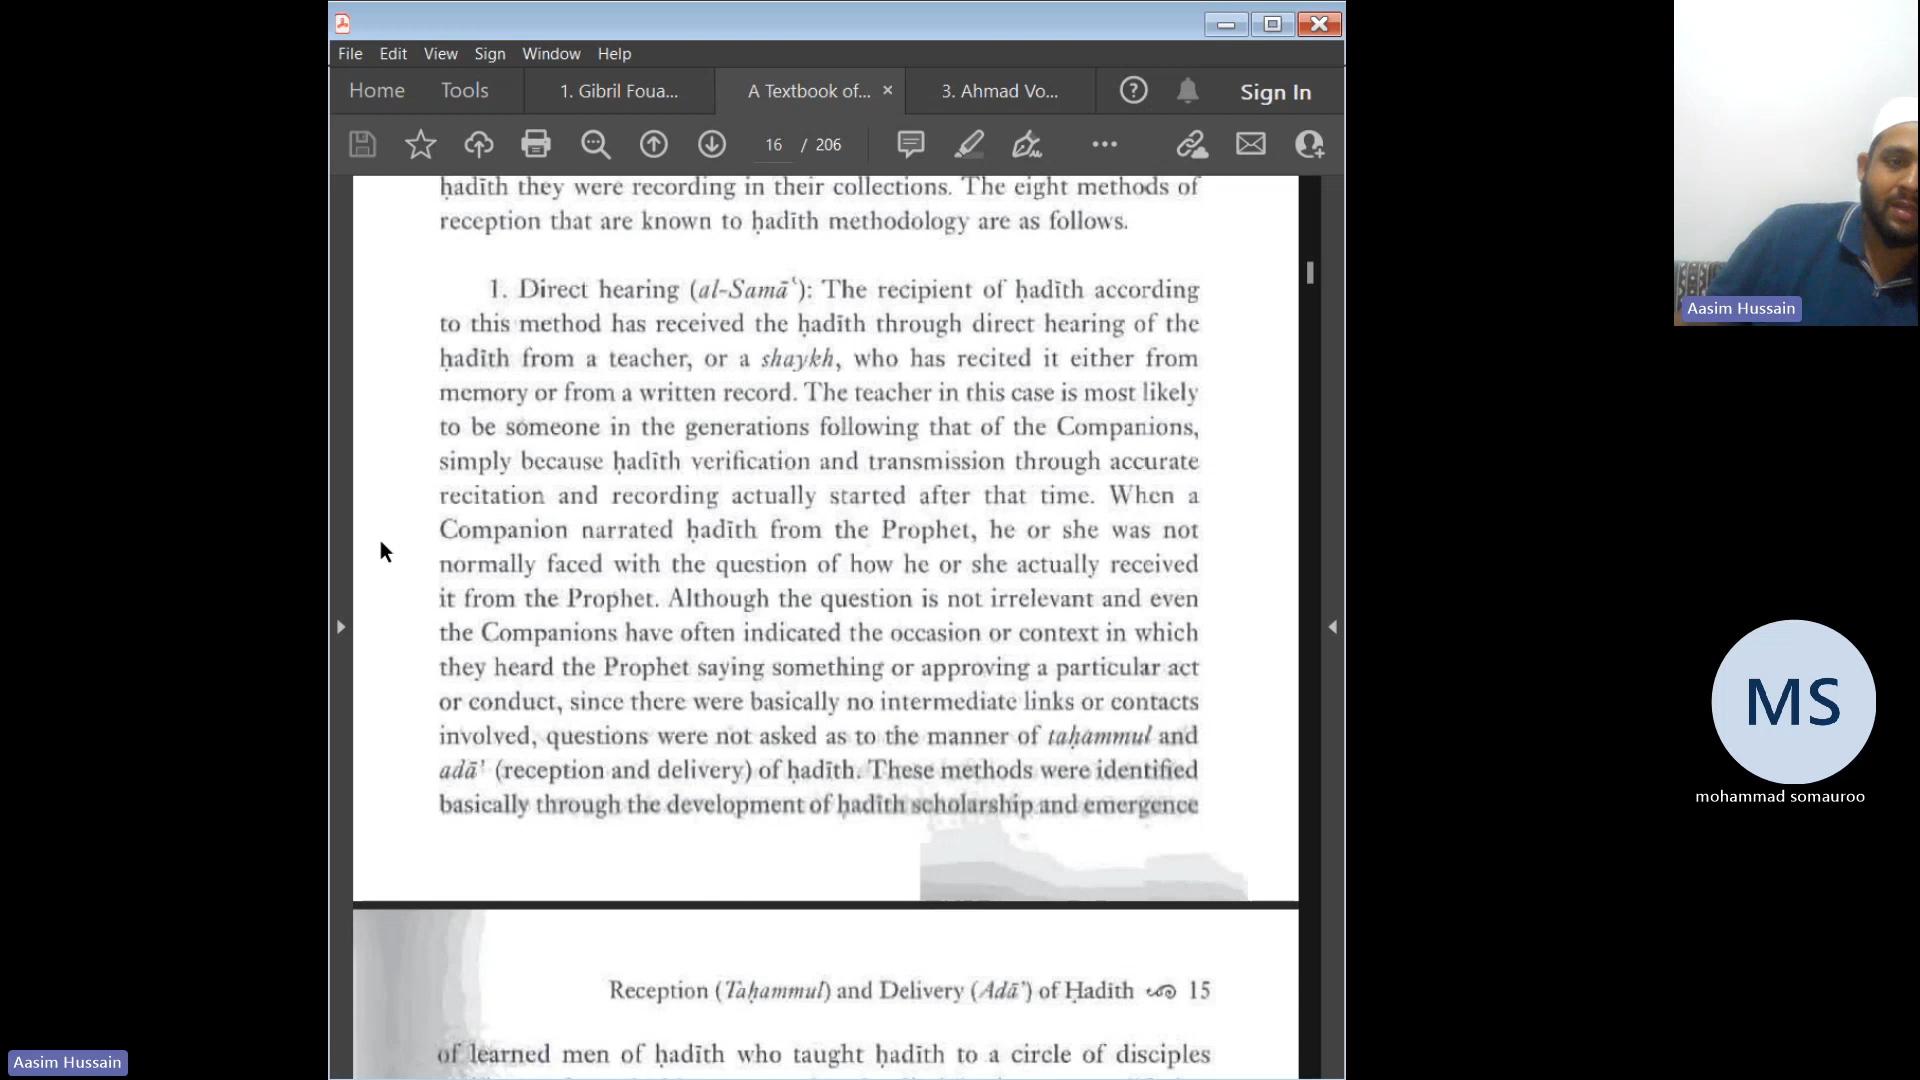 File Edit View Sign Window Help
Home Tools 1. Gibril Foua... A Textbook of... × 3. Ahmad Vo... Sign In
16 / 206
ḥadīth they were recording in their collections. The eight methods of
reception that are known to ḥadīth methodology are as follows.
1. Direct hearing (al-Samāʿ): The recipient of ḥadīth according
to this method has received the ḥadīth through direct hearing of the
ḥadīth from a teacher, or a shaykh, who has recited it either from
memory or from a written record. The teacher in this case is most likely
to be someone in the generations following that of the Companions,
simply because ḥadīth verification and transmission through accurate
recitation and recording actually started after that time. When a
Companion narrated ḥadīth from the Prophet, he or she was not
normally faced with the question of how he or she actually received
it from the Prophet. Although the question is not irrelevant and even
the Companions have often indicated the occasion or context in which
they heard the Prophet saying something or approving a particular act
or conduct, since there were basically no intermediate links or contacts
involved, questions were not asked as to the manner of taḥammul and
adā' (reception and delivery) of ḥadīth. These methods were identified
basically through the development of ḥadīth scholarship and emergence
Reception (Taḥammul) and Delivery (Adā') of Ḥadīth 15
of learned men of ḥadīth who taught ḥadīth to a circle of disciples
Aasim Hussain
MS
mohammad somauroo
Aasim Hussain